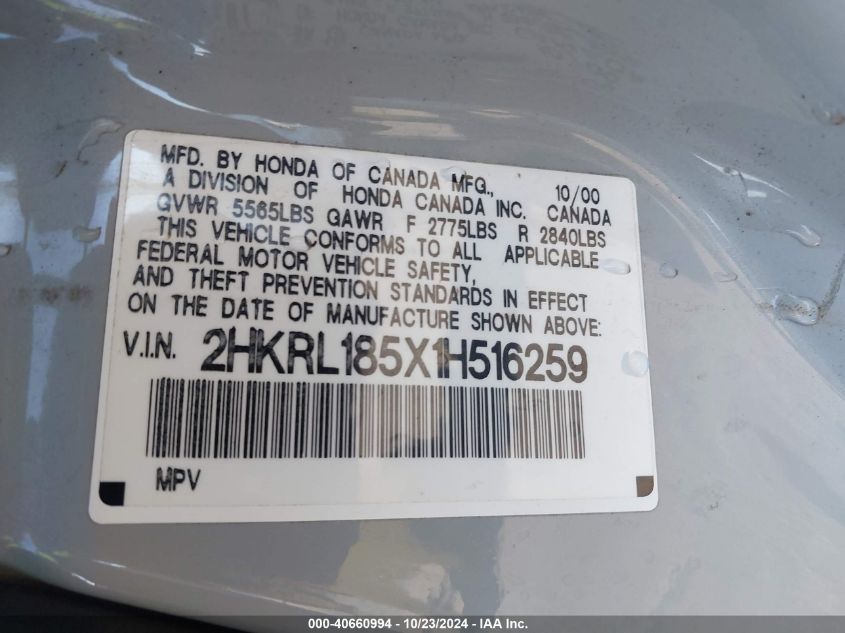 MFD. BY HONDA OF CANADA MFG., 10/00
A DIVISION OF HONDA CANADA INC. CANADA
GVWR 5565LBS GAWR F 2775LBS R 2840LBS
THIS VEHICLE CONFORMS TO ALL APPLICABLE
FEDERAL MOTOR VEHICLE SAFETY,
AND THEFT PREVENTION STANDARDS IN EFFECT
ON THE DATE OF MANUFACTURE SHOWN ABOVE:
V.I.N. 2HKRL185X1H516259
MPV
000-40660994 - 10/23/2024 - IAA Inc.